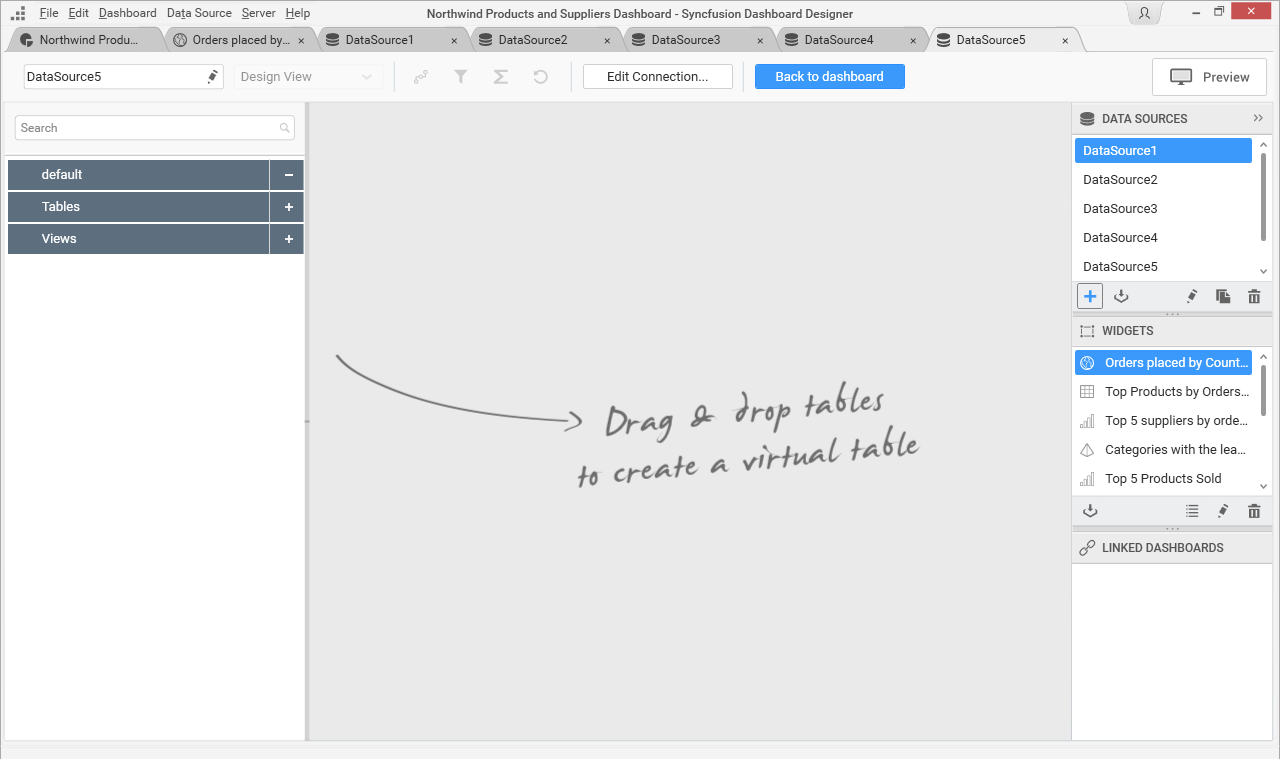 File Edit Dashboard Data Source Server Help
Northwind Products and Suppliers Dashboard - Syncfusion Dashboard Designer
Northwind Produ...
Orders placed by...
DataSource1
DataSource2
DataSource3
DataSource4
DataSource5
DataSource5
Design View
Edit Connection...
Back to dashboard
Preview
Search
default
Tables
Views
Drag & drop tables
to create a virtual table
DATA SOURCES
DataSource1
DataSource2
DataSource3
DataSource4
DataSource5
WIDGETS
Orders placed by Count...
Top Products by Orders...
Top 5 suppliers by orde...
Categories with the lea...
Top 5 Products Sold
LINKED DASHBOARDS